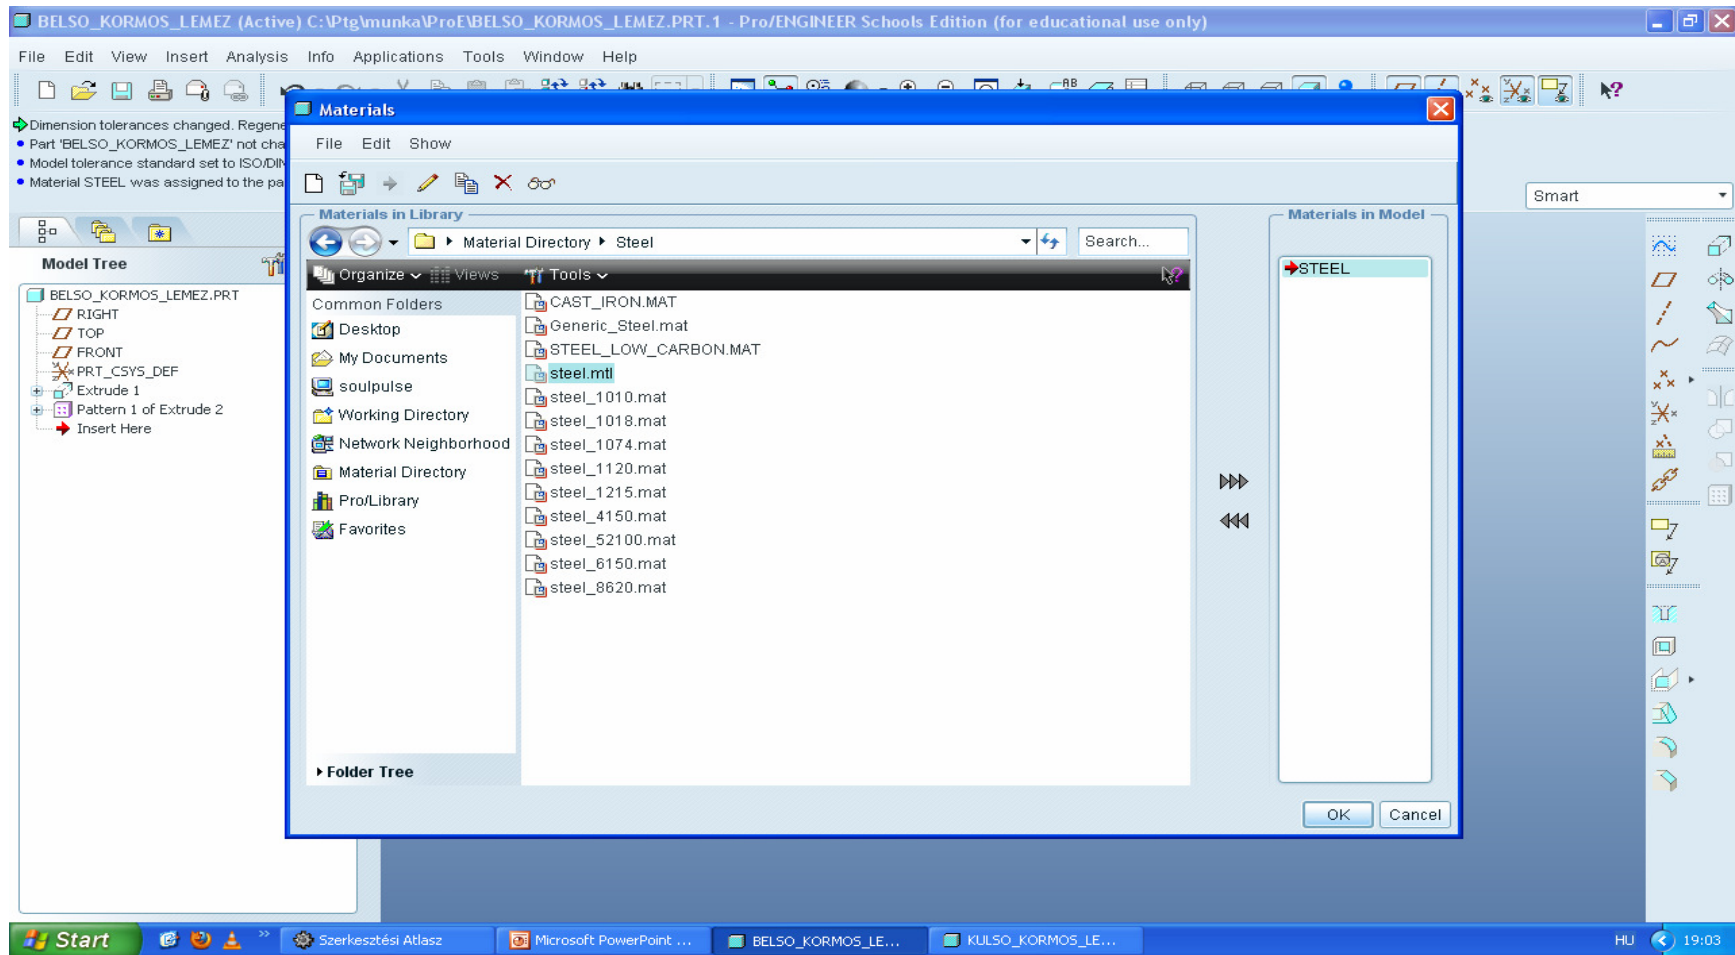 BELSO_KORMOS_LEMEZ (Active) C:\Ptg\munka\ProE\BELSO_KORMOS_LEMEZ.PRT.1 - Pro/ENGINEER Schools Edition (for educational use only)
File Edit View Insert Analysis Info Applications Tools Window Help
Materials
Dimension tolerances changed. Regene
Part 'BELSO_KORMOS_LEMEZ' not cha
Model tolerance standard set to ISO/DIN
Material STEEL was assigned to the pa
File Edit Show
Smart
Materials in Library
Materials in Model
Material Directory Steel
Search...
Model Tree
Organize Views Tools
STEEL
BELSO_KORMOS_LEMEZ.PRT
RIGHT
TOP
FRONT
PRT_CSYS_DEF
Extrude 1
Pattern 1 of Extrude 2
Insert Here
Common Folders
Desktop
My Documents
soulpulse
Working Directory
Network Neighborhood
Material Directory
Pro/Library
Favorites
Folder Tree
CAST_IRON.MAT
Generic_Steel.mat
STEEL_LOW_CARBON.MAT
steel.mtl
steel_1010.mat
steel_1018.mat
steel_1074.mat
steel_1120.mat
steel_1215.mat
steel_4150.mat
steel_52100.mat
steel_6150.mat
steel_8620.mat
OK Cancel
Start Szerkesztési Atlasz Microsoft PowerPoint ... BELSO_KORMOS_LE... KULSO_KORMOS_LE... HU 19:03